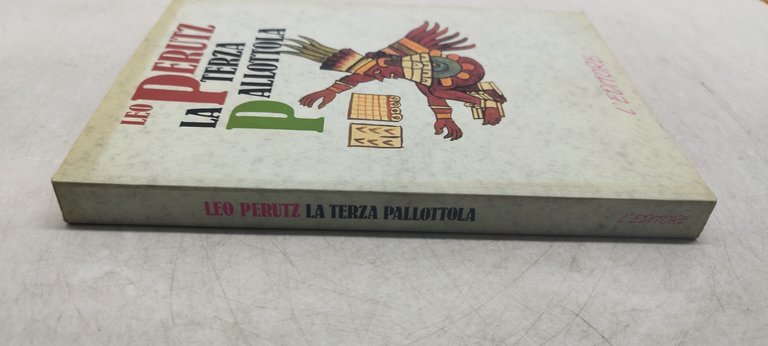 LEO PERUTZ
LA TERZA
PALLOTTOLA
L'EDITORE
LEO PERUTZ LA TERZA PALLOTTOLA L'EDITORE